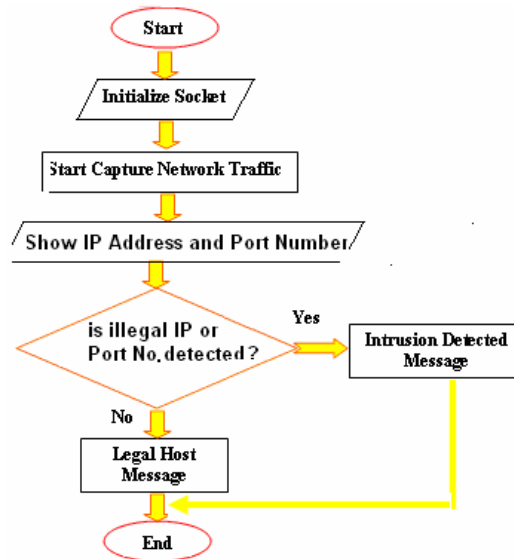 Start
Initialize Socket
Start Capture Network Traffic
Show IP Address and Port Number
is illegal IP or
Port No. detected?
Yes
Intrusion Detected
Message
No
Legal Host
Message
End